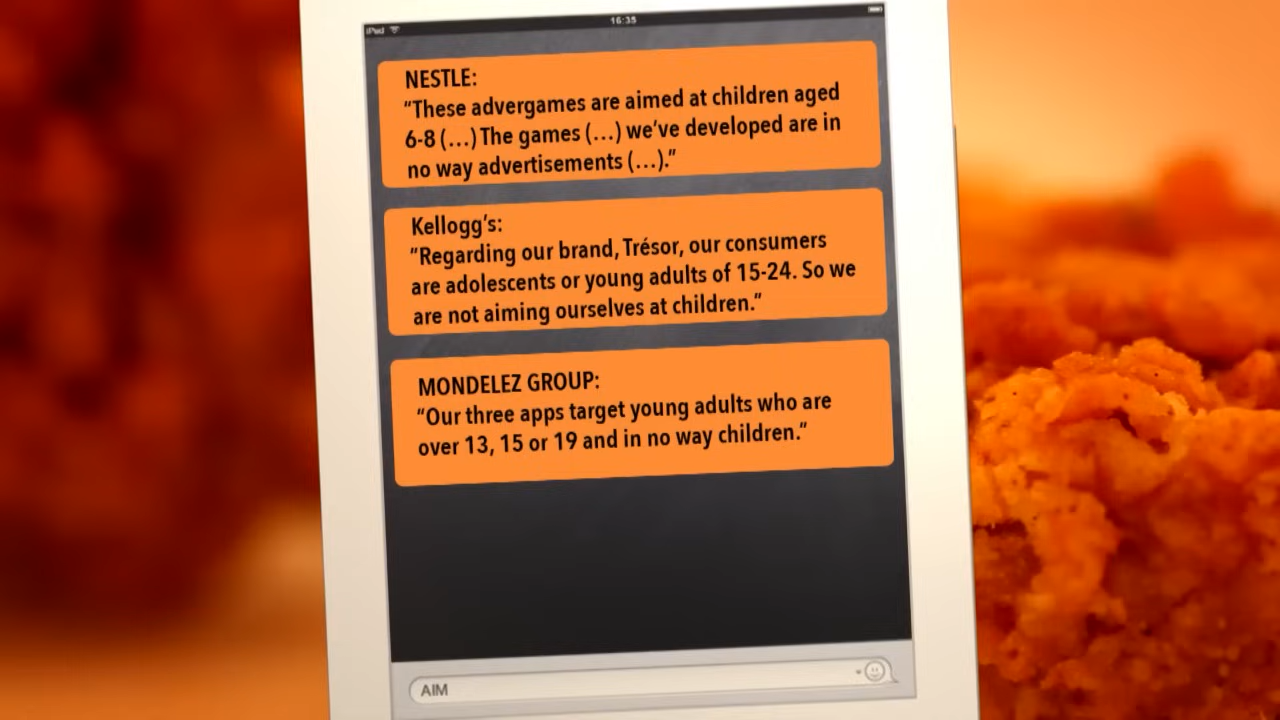 iPad 16:35
NESTLE:
"These advergames are aimed at children aged
6-8 (...) The games (...) we've developed are in
no way advertisements (...)."
Kellogg's:
"Regarding our brand, Trésor, our consumers
are adolescents or young adults of 15-24. So we
are not aiming ourselves at children."
MONDELEZ GROUP:
"Our three apps target young adults who are
over 13, 15 or 19 and in no way children."
AIM